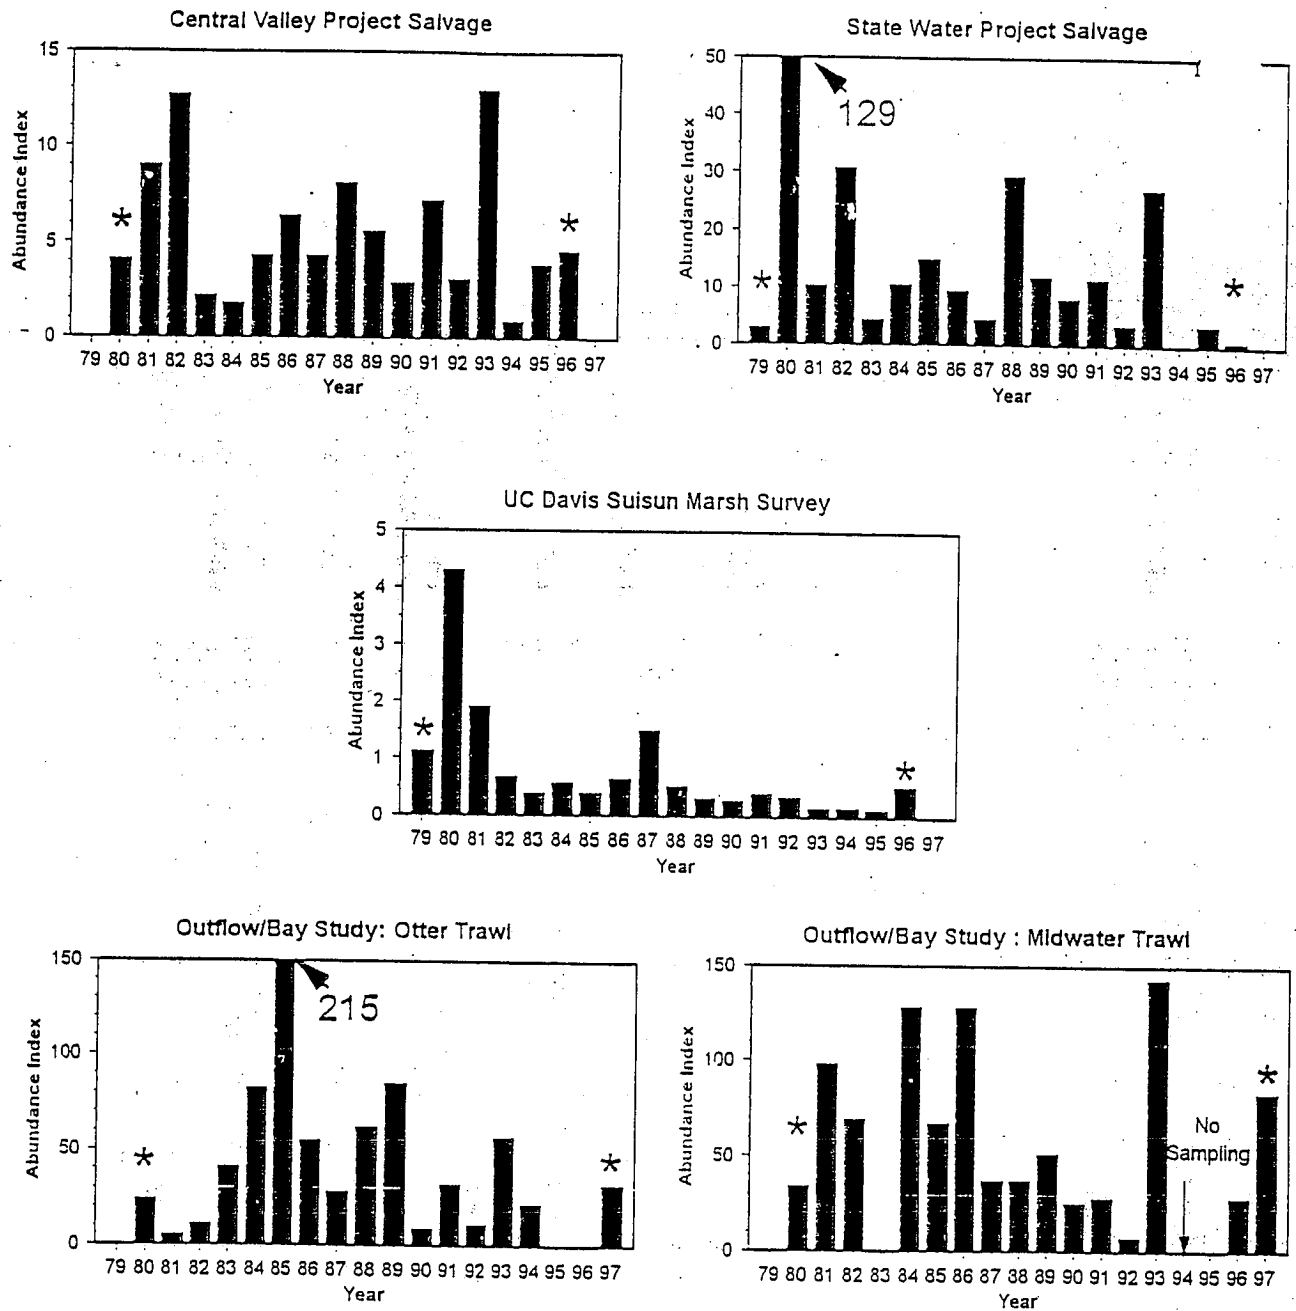 Central Valley Project Salvage
15
10
5
0
Abundance Index
*
*
79 80 81 82 83 84 85 86 87 88 89 90 91 92 93 94 95 96 97
Year
State Water Project Salvage
50
40
30
20
10
0
Abundance Index
129
*
*
79 80 81 82 83 84 85 86 87 88 89 90 91 92 93 94 95 96 97
Year
UC Davis Suisun Marsh Survey
5
4
3
2
1
0
Abundance Index
*
*
79 80 81 82 83 84 85 86 87 88 89 90 91 92 93 94 95 96 97
Year
Outflow/Bay Study: Otter Trawl
150
100
50
0
Abundance Index
215
*
*
79 80 81 82 83 84 85 86 87 88 89 90 91 92 93 94 95 96 97
Year
Outflow/Bay Study : Midwater Trawl
150
100
50
0
Abundance Index
*
*
No
Sampling
79 80 81 82 83 84 85 86 87 88 89 90 91 92 93 94 95 96 97
Year